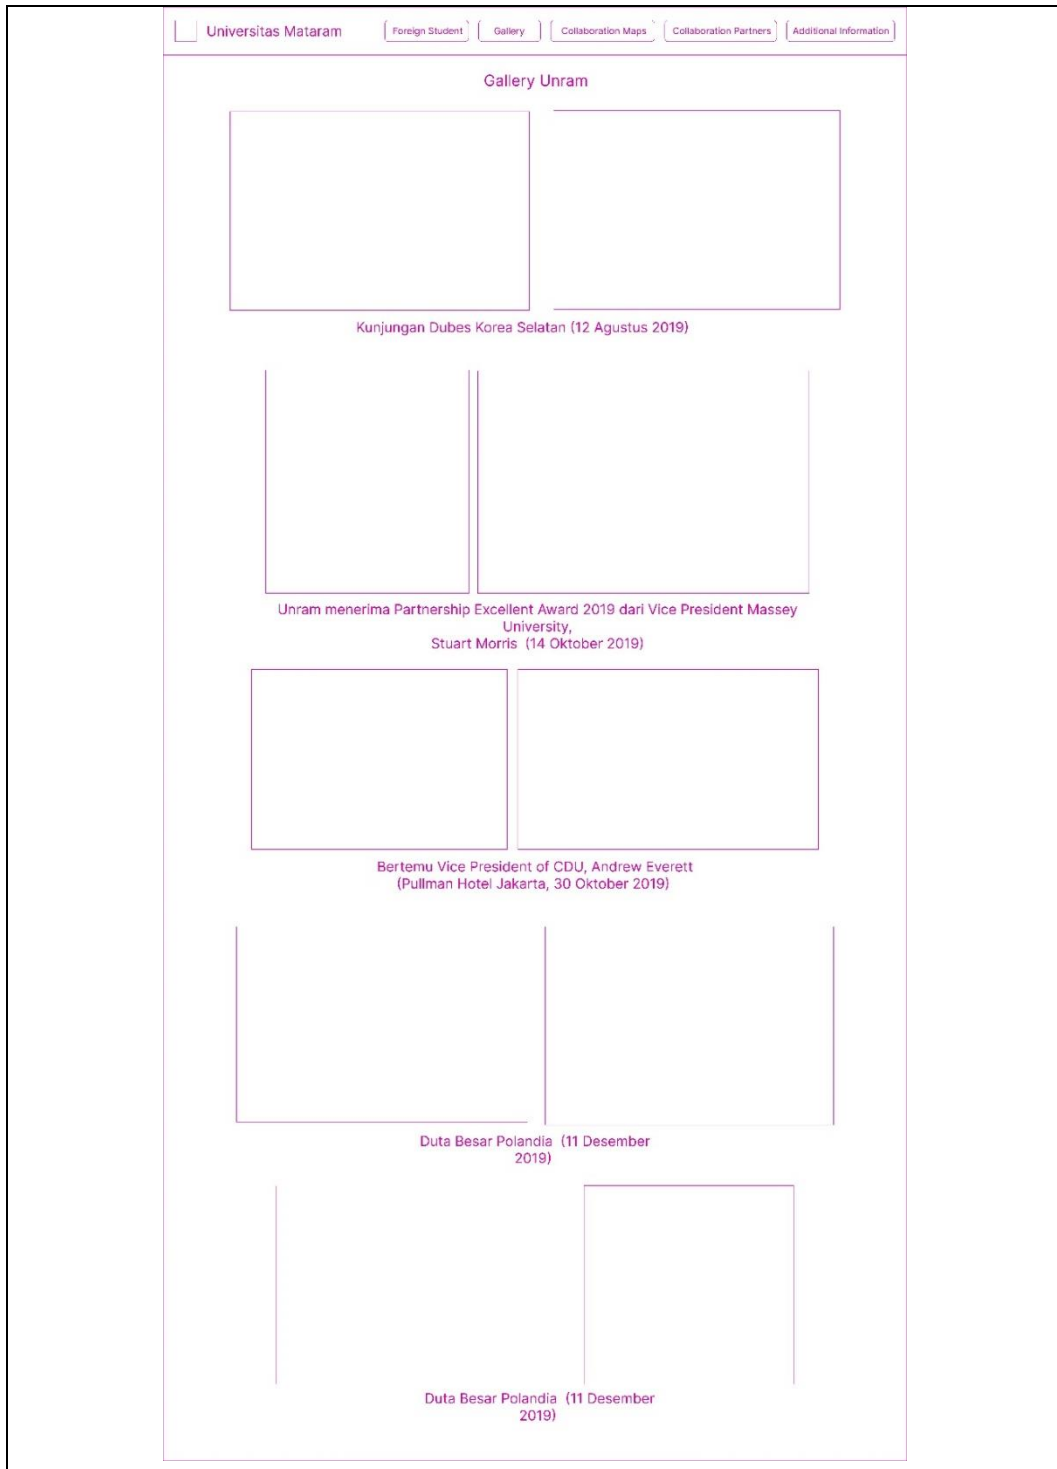 Universitas Mataram
Foreign Student
Gallery
Collaboration Maps
Collaboration Partners
Additional Information
Gallery Unram
Kunjungan Dubes Korea Selatan (12 Agustus 2019)
Unram menerima Partnership Excellent Award 2019 dari Vice President Massey
University,
Stuart Morris (14 Oktober 2019)
Bertemu Vice President of CDU, Andrew Everett
(Pullman Hotel Jakarta, 30 Oktober 2019)
Duta Besar Polandia (11 Desember
2019)
Duta Besar Polandia (11 Desember
2019)